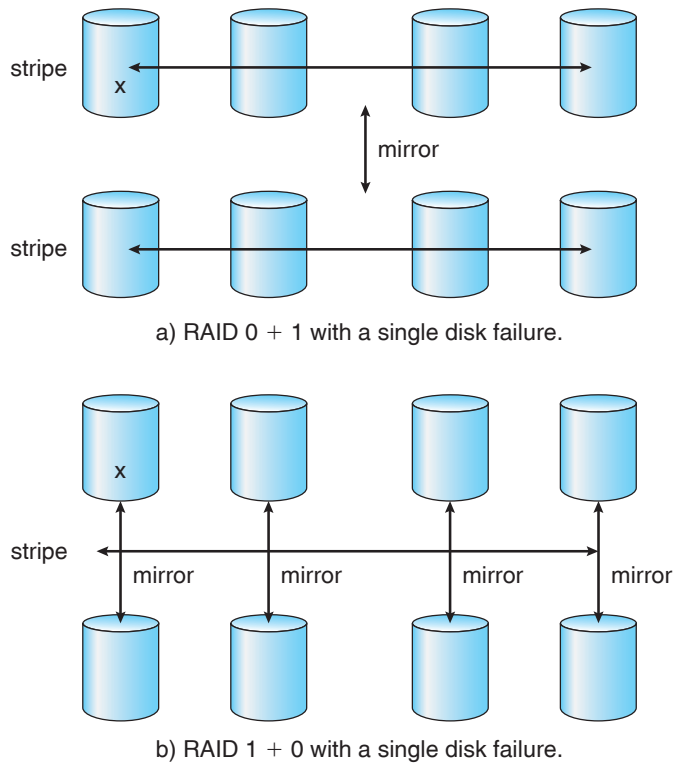 stripe
x
mirror
stripe
a) RAID 0 + 1 with a single disk failure.
x
stripe
mirror mirror mirror mirror
b) RAID 1 + 0 with a single disk failure.